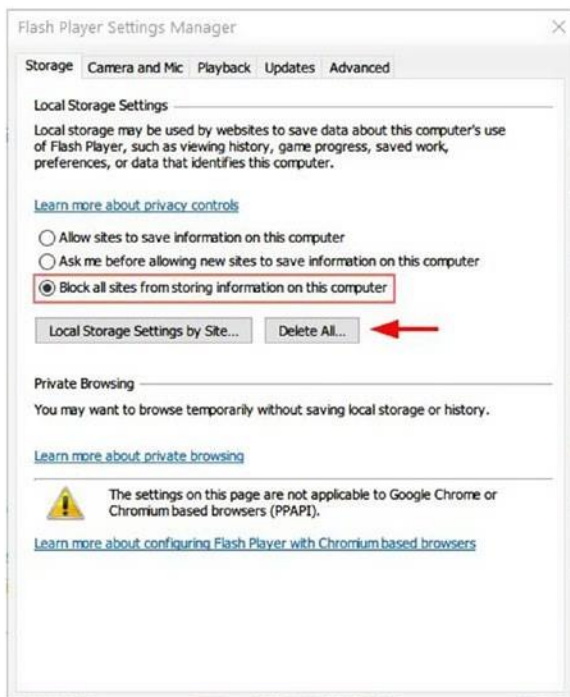 Flash Player Settings Manager
Storage Camera and Mic Playback Updates Advanced
Local Storage Settings
Local storage may be used by websites to save data about this computer's use
of Flash Player, such as viewing history, game progress, saved work,
preferences, or data that identifies this computer.
Learn more about privacy controls
Allow sites to save information on this computer
Ask me before allowing new sites to save information on this computer
Block all sites from storing information on this computer
Local Storage Settings by Site... Delete All...
Private Browsing
You may want to browse temporarily without saving local storage or history.
Learn more about private browsing
The settings on this page are not applicable to Google Chrome or
Chromium based browsers (PPAPI).
Learn more about configuring Flash Player with Chromium based browsers